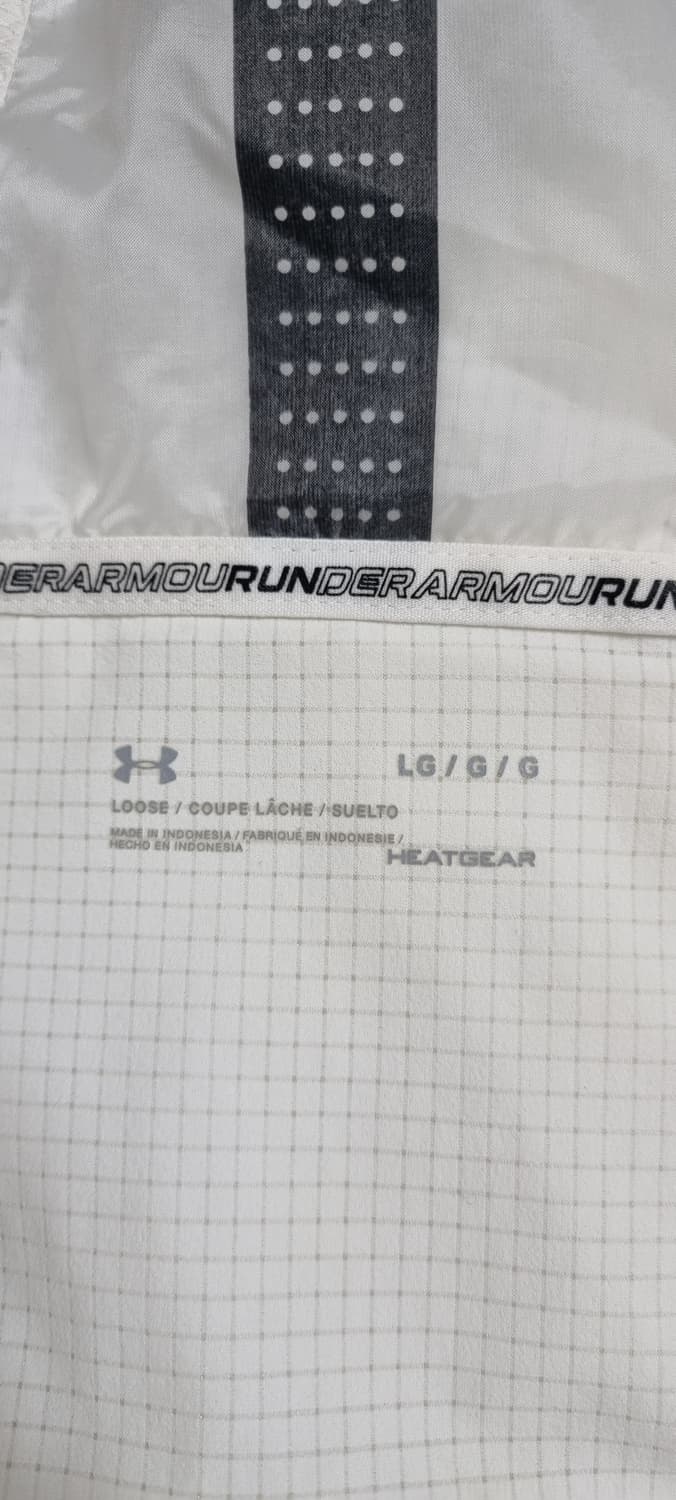 DERARMOURUNDERARMOURUN
LG / G / G
LOOSE / COUPE LÂCHE / SUELTO
MADE IN INDONESIA / FABRIQUÉ EN INDONESIE /
HECHO EN INDONESIA
HEATGEAR